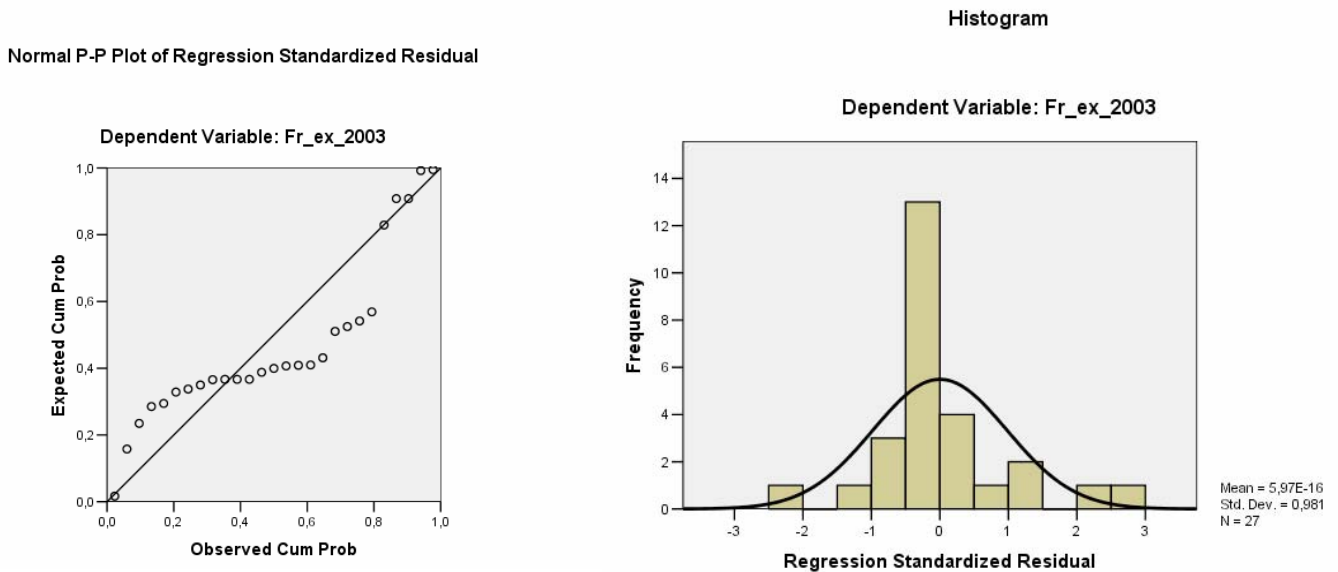 Normal P-P Plot of Regression Standardized Residual
Dependent Variable: Fr_ex_2003
1,0
0,8
0,6
0,4
0,2
0,0
Expected Cum Prob
0,0 0,2 0,4 0,6 0,8 1,0
Observed Cum Prob
Histogram
Dependent Variable: Fr_ex_2003
14
12
10
8
6
4
2
0
Frequency
-3 -2 -1 0 1 2 3
Regression Standardized Residual
Mean = 5,97E-16
Std. Dev. = 0,981
N = 27